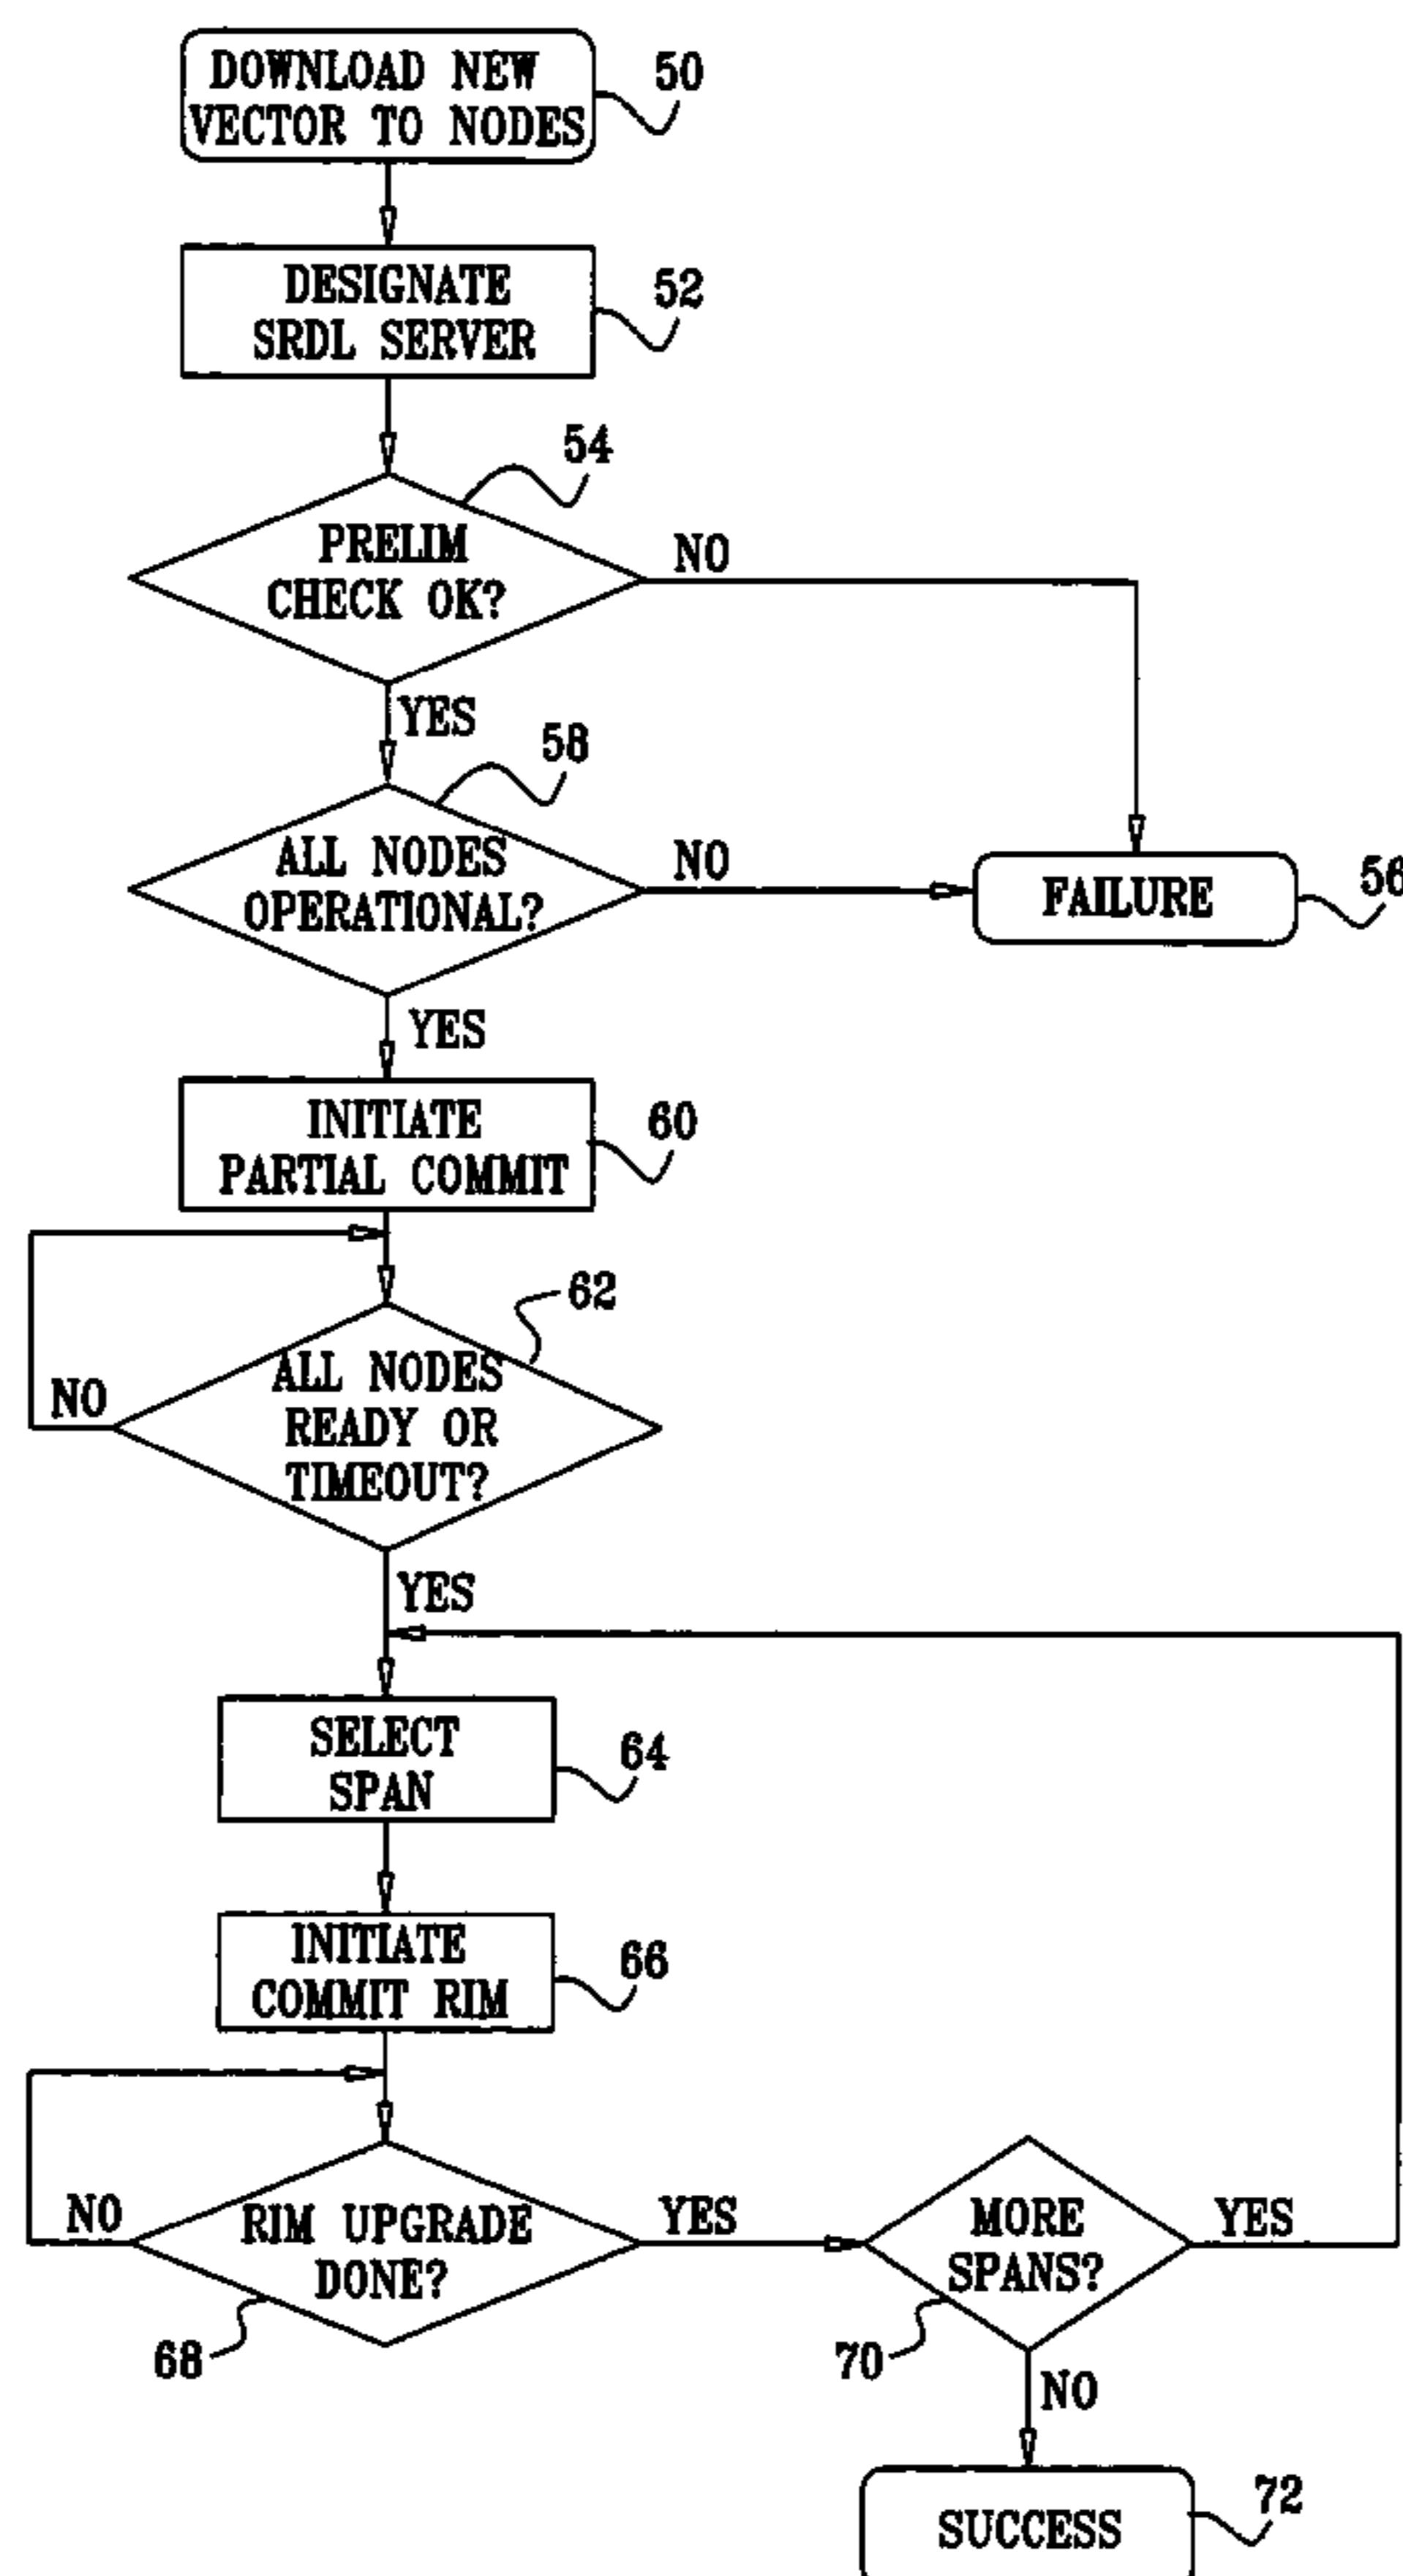 DOWNLOAD NEW
VECTOR TO NODES
50
DESIGNATE
SRDL SERVER
52
54
PRELIM
CHECK OK?
NO
YES
58
ALL NODES
OPERATIONAL?
NO
FAILURE
56
YES
INITIATE
PARTIAL COMMIT
60
62
ALL NODES
READY OR
TIMEOUT?
NO
YES
SELECT
SPAN
64
INITIATE
COMMIT RIM
66
RIM UPGRADE
DONE?
NO
YES
68
MORE
SPANS?
YES
70
NO
SUCCESS
72